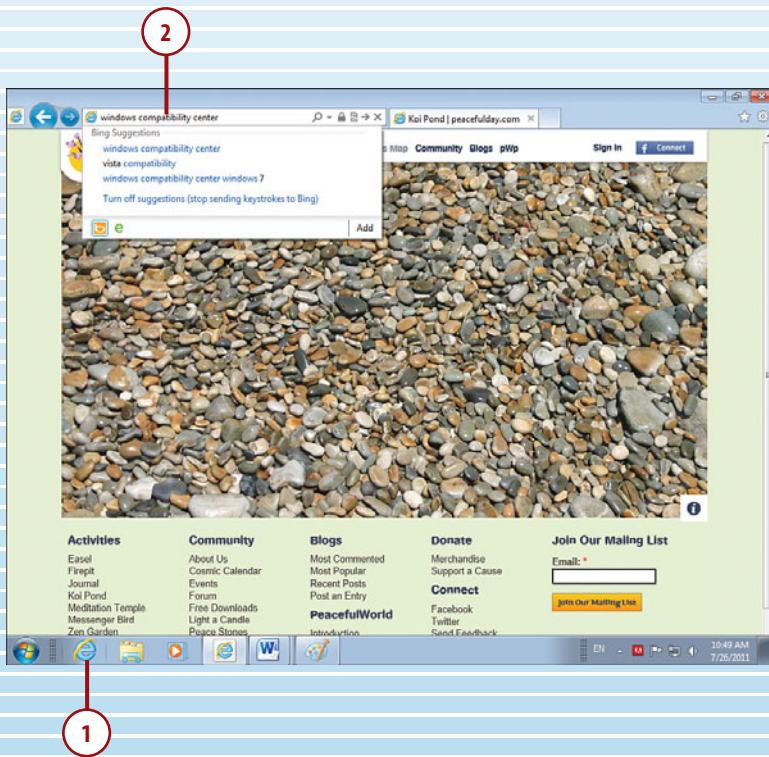 2
windows compatibility center
Koi Pond | peacefulday.com
Bing Suggestions
windows compatibility center
vista compatibility
windows compatibility center windows 7
Turn off suggestions (stop sending keystrokes to Bing)
Add
Map Community Blogs pWp Sign In f Connect
Activities
Easel
Firepit
Journal
Koi Pond
Meditation Temple
Messenger Bird
Zen Garden
Community
About Us
Cosmic Calendar
Events
Forum
Free Downloads
Light a Candle
Peace Stones
Blogs
Most Commented
Most Popular
Recent Posts
Post an Entry
PeacefulWorld
Introduction
Donate
Merchandise
Support a Cause
Connect
Facebook
Twitter
Send Feedback
Join Our Mailing List
Email: *
Join Our Mailing List
EN
10:49 AM
7/26/2011
1